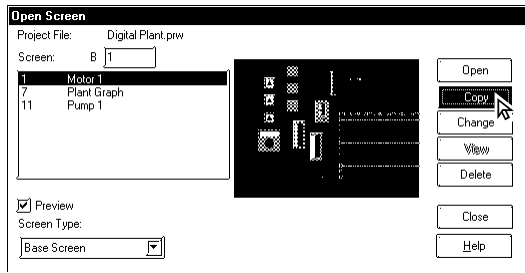 Open Screen
Project File: Digital Plant.prw
Screen: B 1
1 Motor 1
7 Plant Graph
11 Pump 1
Preview
Screen Type:
Base Screen
Open
Copy
Change
View
Delete
Close
Help